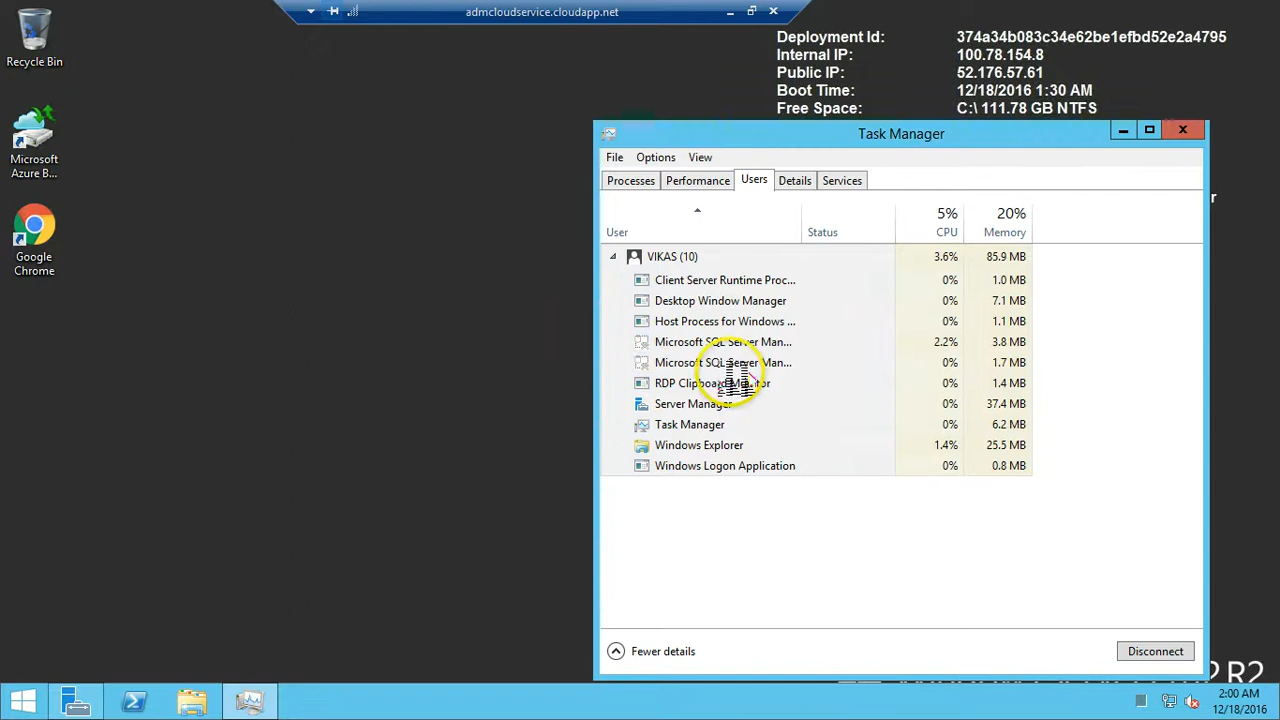 admcloudservice.cloudapp.net
Recycle Bin
Microsoft
Azure B...
Google
Chrome
Deployment Id: 374a34b083c34e62be1efbd52e2a4795
Internal IP: 100.78.154.8
Public IP: 52.176.57.61
Boot Time: 12/18/2016 1:30 AM
Free Space: C:\ 111.78 GB NTFS
Task Manager
File Options View
Processes Performance Users Details Services
5% 20%
User Status CPU Memory
VIKAS (10) 3.6% 85.9 MB
Client Server Runtime Proc... 0% 1.0 MB
Desktop Window Manager 0% 7.1 MB
Host Process for Windows ... 0% 1.1 MB
Microsoft SQL Server Man... 2.2% 3.8 MB
Microsoft SQL Server Man... 0% 1.7 MB
RDP Clipboard Monitor 0% 1.4 MB
Server Manager 0% 37.4 MB
Task Manager 0% 6.2 MB
Windows Explorer 1.4% 25.5 MB
Windows Logon Application 0% 0.8 MB
Fewer details Disconnect
R2
2:00 AM
12/18/2016